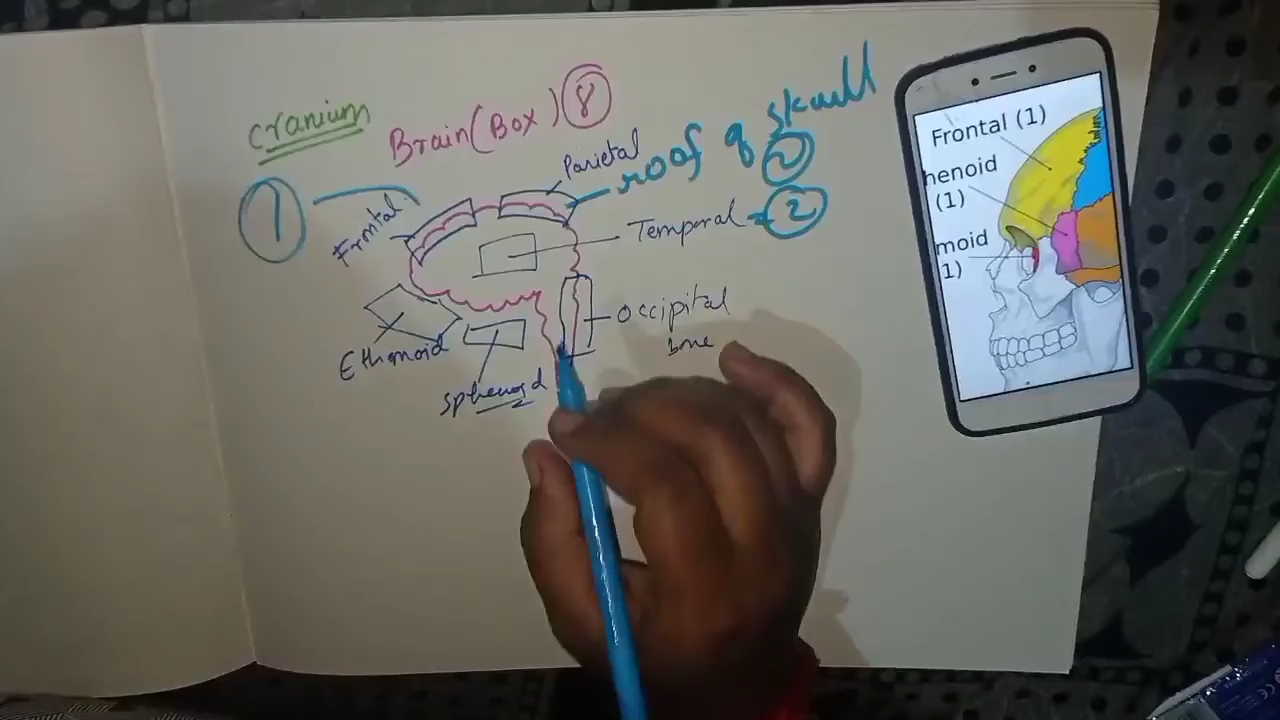 cranium
Brain(Box) 8
roof of skull 2
1
Parietal
Frontal
Temporal 2
occipital
bone
Ethmoid
sphenoid
Frontal (1)
henoid
(1)
moid
1)